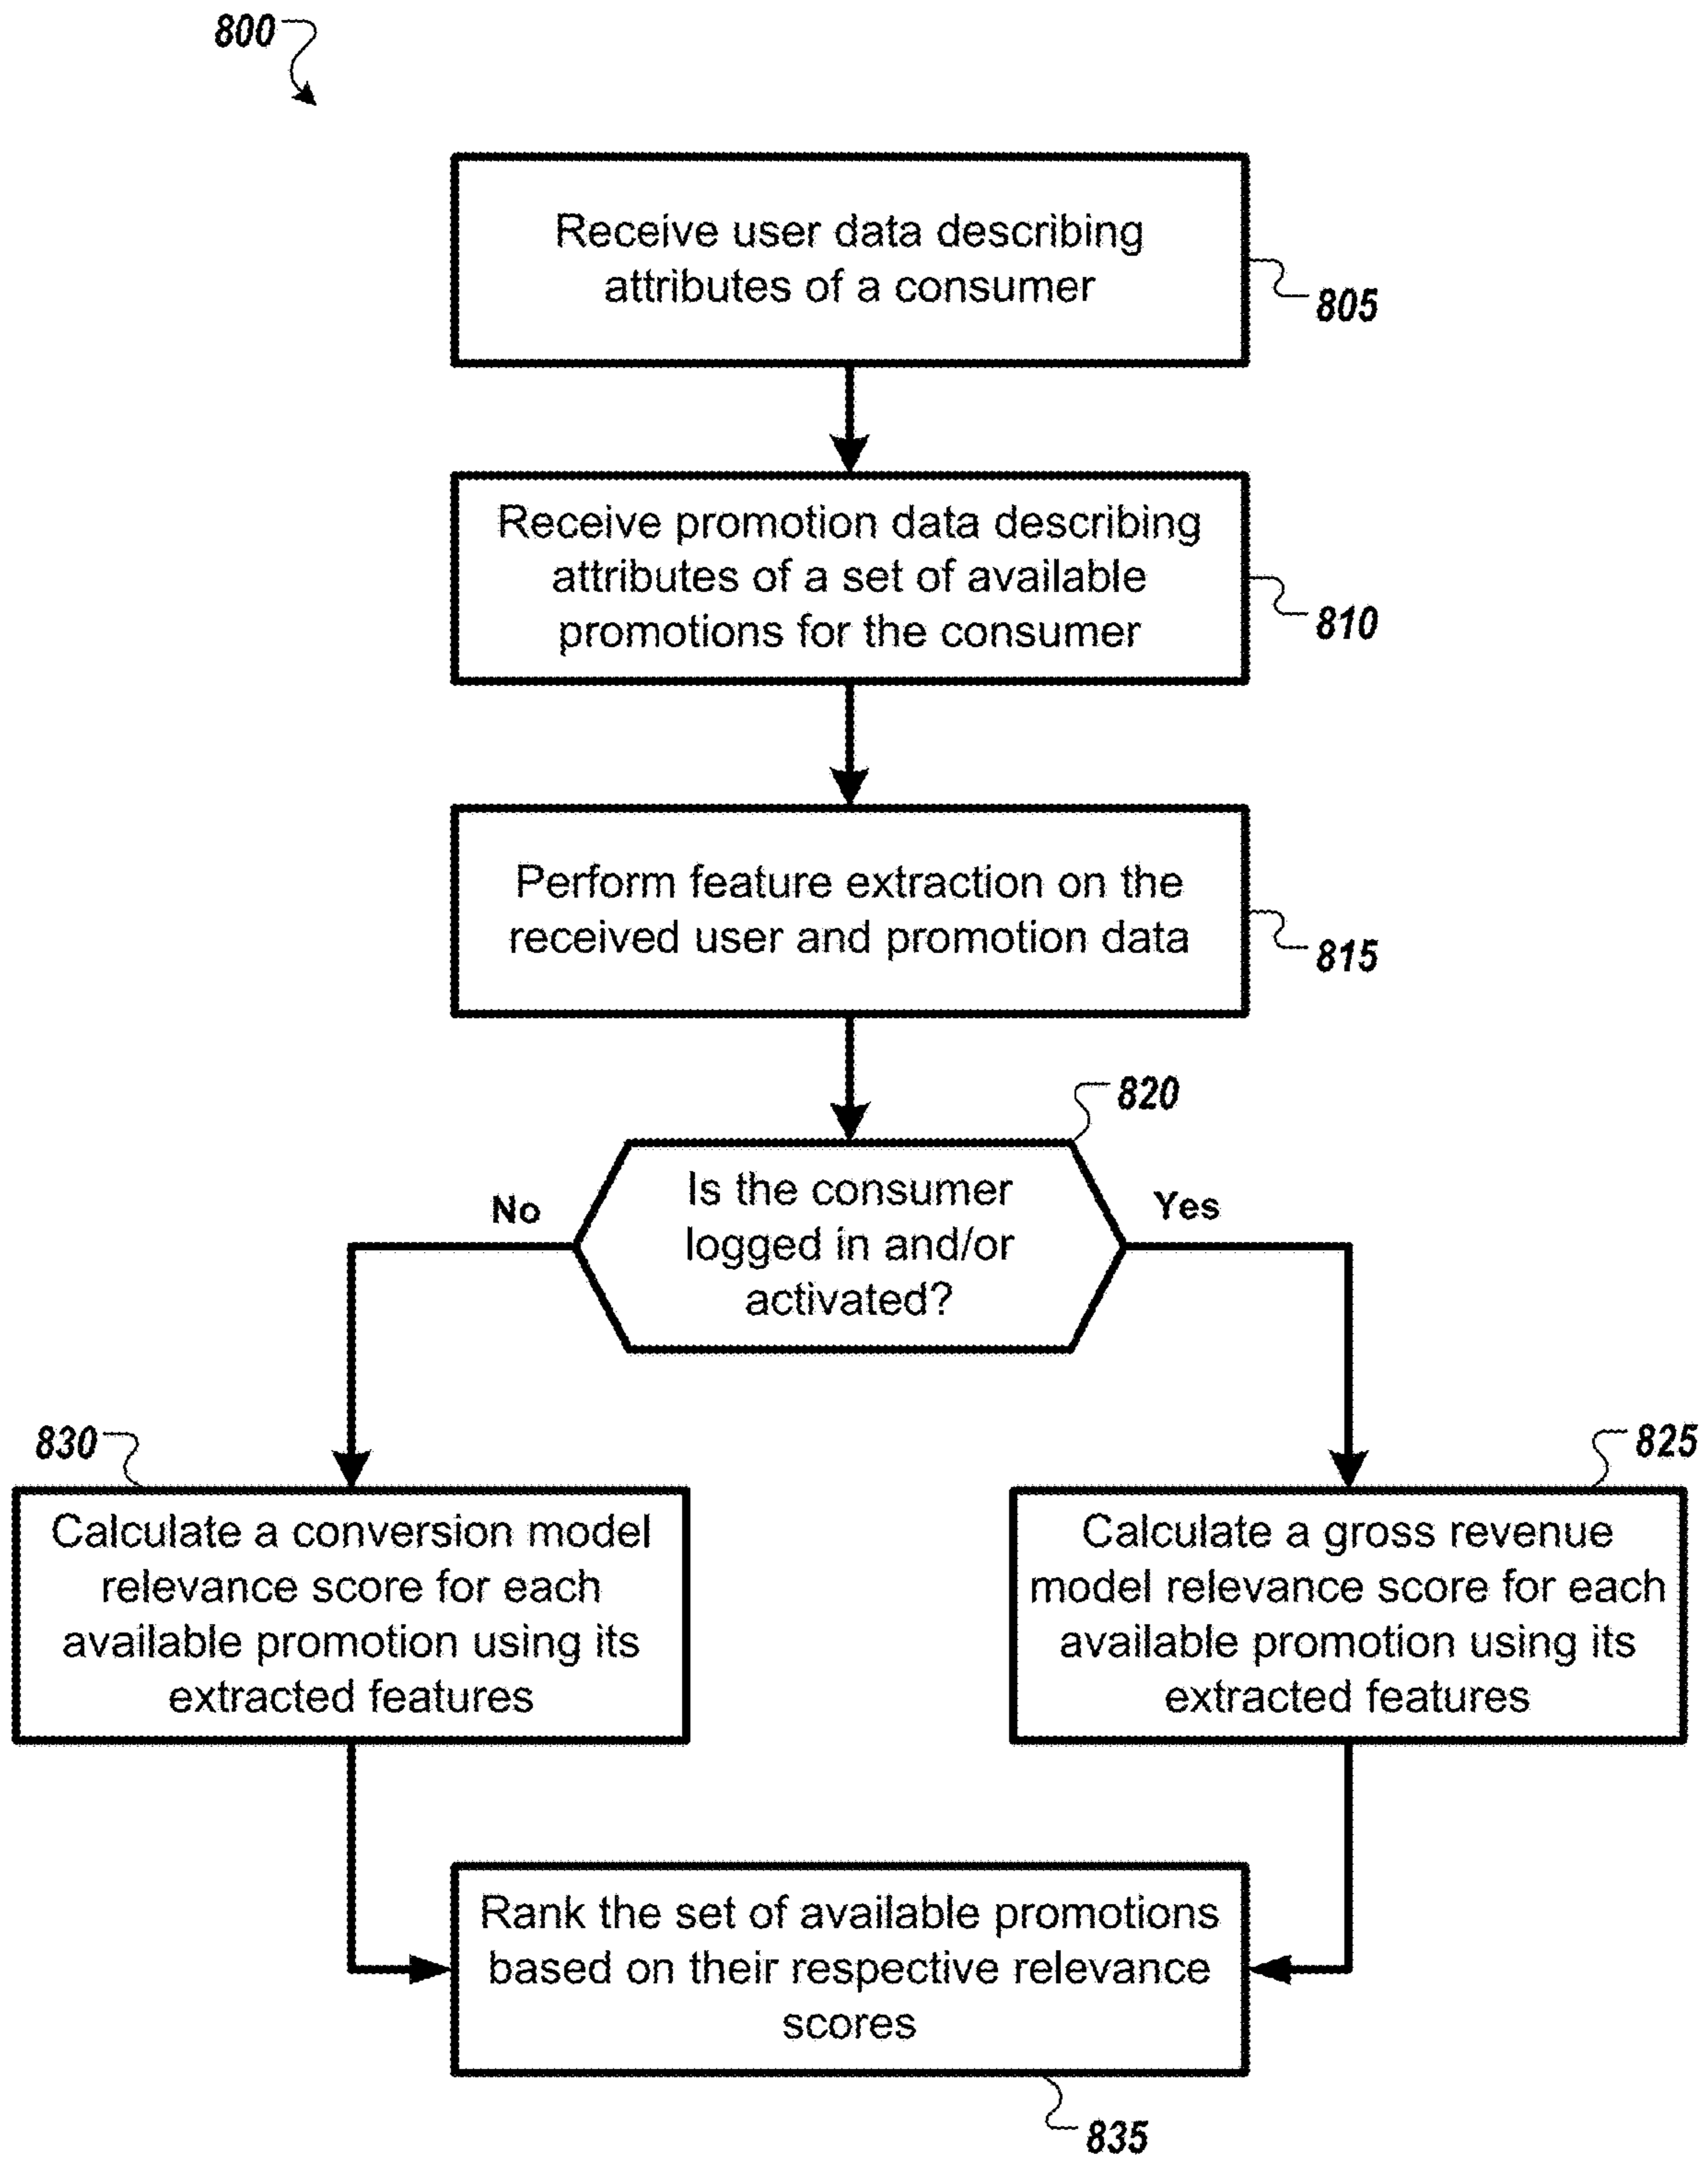 800
Receive user data describing
attributes of a consumer
805
Receive promotion data describing
attributes of a set of available
promotions for the consumer
810
Perform feature extraction on the
received user and promotion data
815
820
Is the consumer
logged in and/or
activated?
No
Yes
830
Calculate a conversion model
relevance score for each
available promotion using its
extracted features
825
Calculate a gross revenue
model relevance score for each
available promotion using its
extracted features
Rank the set of available promotions
based on their respective relevance
scores
835